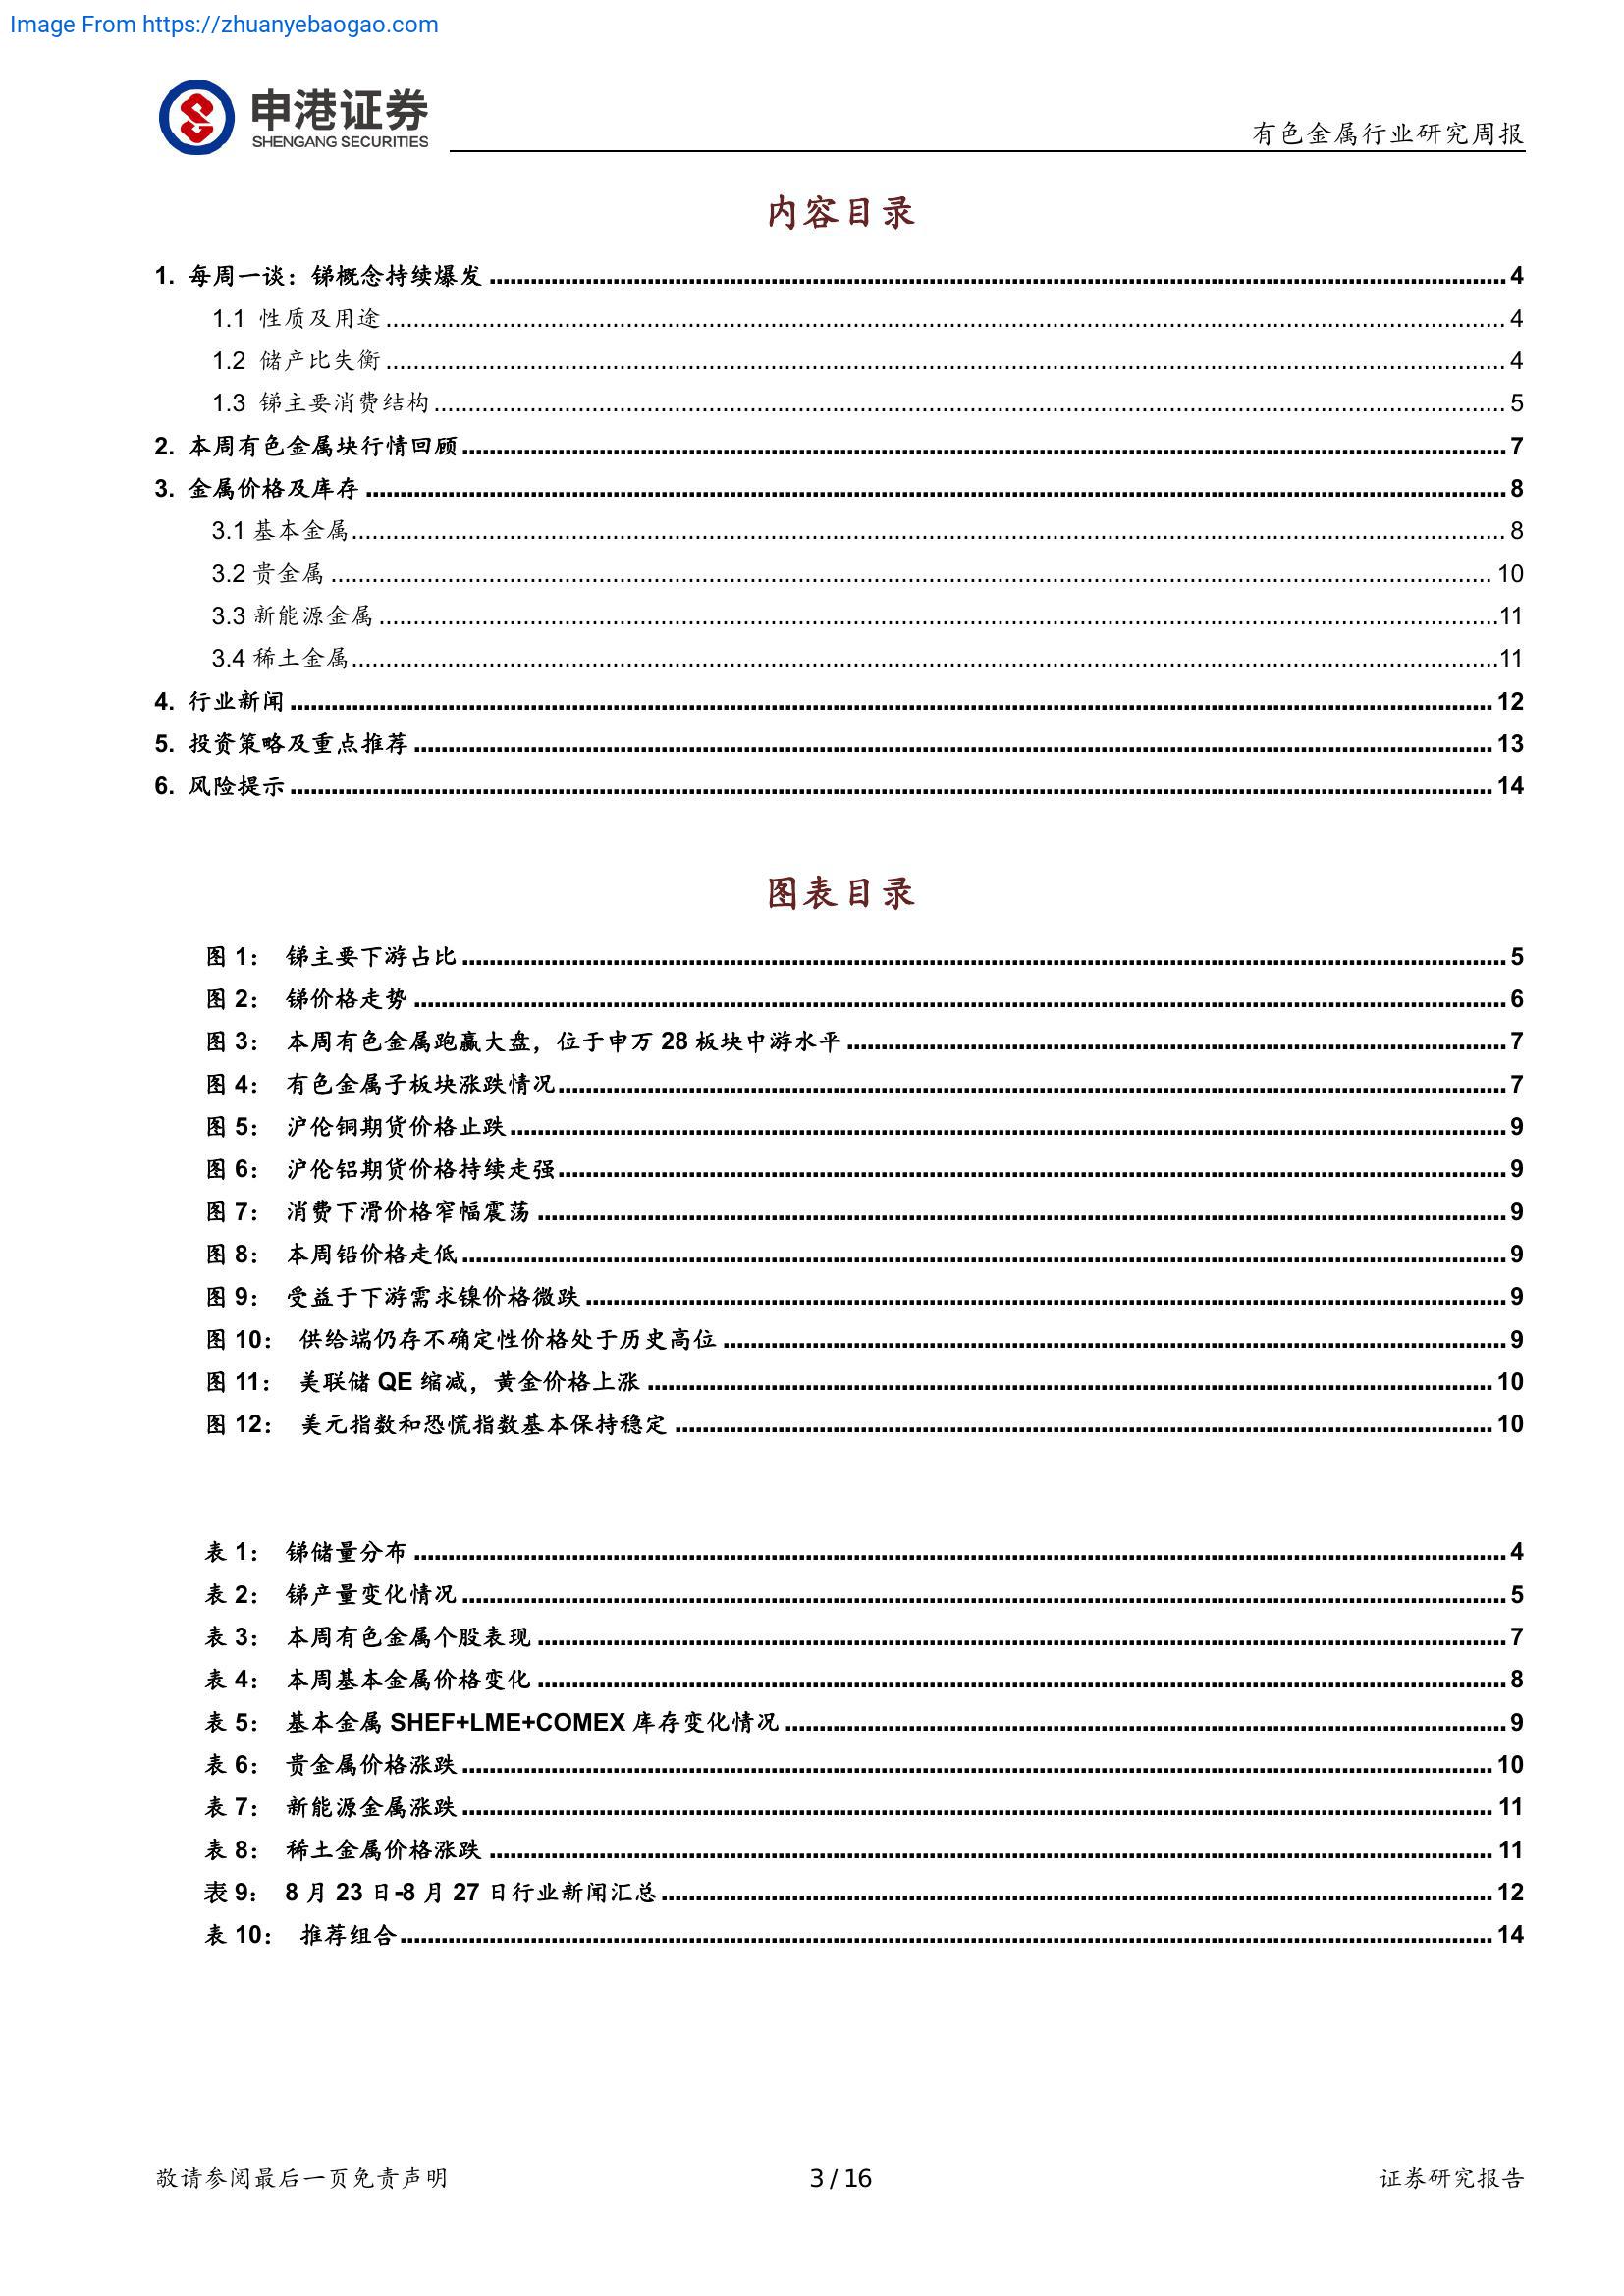 Image From https://zhuanyebaogao.com
申港证券
SHENGANG SECURITIES
有色金属行业研究周报
内容目录
1. 每周一谈：锑概念持续爆发 4
1.1 性质及用途 4
1.2 储产比失衡 4
1.3 锑主要消费结构 5
2. 本周有色金属块行情回顾 7
3. 金属价格及库存 8
3.1 基本金属 8
3.2 贵金属 10
3.3 新能源金属 11
3.4 稀土金属 11
4. 行业新闻 12
5. 投资策略及重点推荐 13
6. 风险提示 14
图表目录
图 1： 锑主要下游占比 5
图 2： 锑价格走势 6
图 3： 本周有色金属跑赢大盘，位于申万 28 板块中游水平 7
图 4： 有色金属子板块涨跌情况 7
图 5： 沪伦铜期货价格止跌 9
图 6： 沪伦铝期货价格持续走强 9
图 7： 消费下滑价格窄幅震荡 9
图 8： 本周铅价格走低 9
图 9： 受益于下游需求镍价格微跌 9
图 10： 供给端仍存不确定性价格处于历史高位 9
图 11： 美联储 QE 缩减，黄金价格上涨 10
图 12： 美元指数和恐慌指数基本保持稳定 10
表 1： 锑储量分布 4
表 2： 锑产量变化情况 5
表 3： 本周有色金属个股表现 7
表 4： 本周基本金属价格变化 8
表 5： 基本金属 SHEF+LME+COMEX 库存变化情况 9
表 6： 贵金属价格涨跌 10
表 7： 新能源金属涨跌 11
表 8： 稀土金属价格涨跌 11
表 9： 8 月 23 日-8 月 27 日行业新闻汇总 12
表 10： 推荐组合 14
敬请参阅最后一页免责声明 3 / 16 证券研究报告